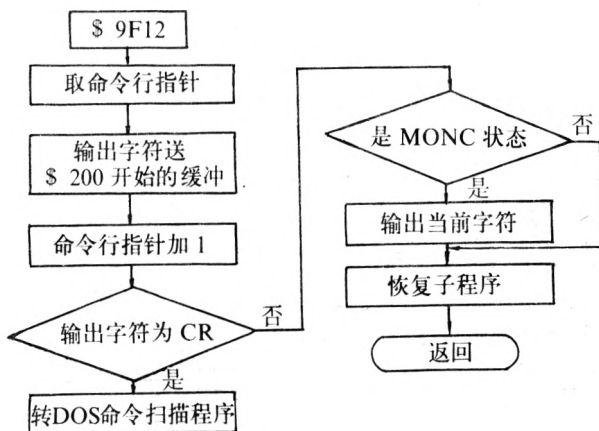 $ 9F12
取命令行指针
输出字符送
$ 200 开始的缓冲
命令行指针加 1
输出字符为 CR
否
是
转DOS命令扫描程序
是 MONC 状态
否
是
输出当前字符
恢复子程序
返回